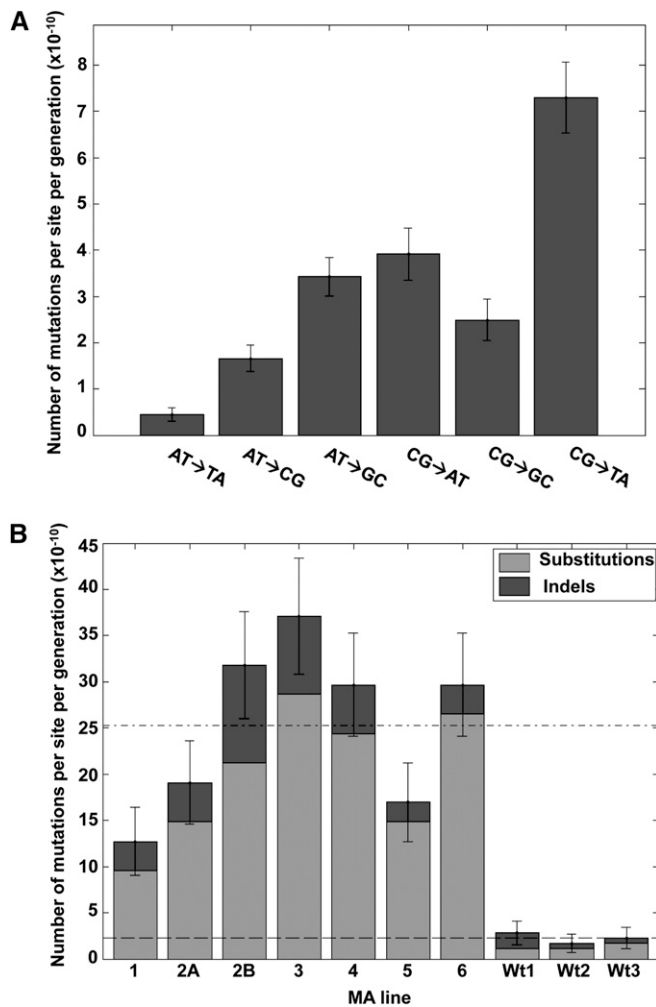 A
Number of mutations per site per generation (x10⁻¹⁰)
8
7
6
5
4
3
2
1
0
AT→TA
AT→CG
AT→GC
CG→AT
CG→GC
CG→TA
B
Number of mutations per site per generation (x10⁻¹⁰)
45
40
35
30
25
20
15
10
5
0
Substitutions
Indels
1 2A 2B 3 4 5 6 Wt1 Wt2 Wt3
MA line